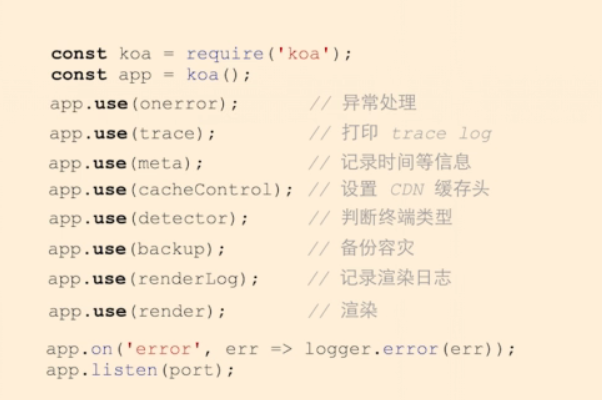 const koa = require('koa');
const app = koa();
app.use(onerror); // 异常处理
app.use(trace); // 打印 trace log
app.use(meta); // 记录时间等信息
app.use(cacheControl); // 设置 CDN 缓存头
app.use(detector); // 判断终端类型
app.use(backup); // 备份容灾
app.use(renderLog); // 记录渲染日志
app.use(render); // 渲染
app.on('error', err => logger.error(err));
app.listen(port);